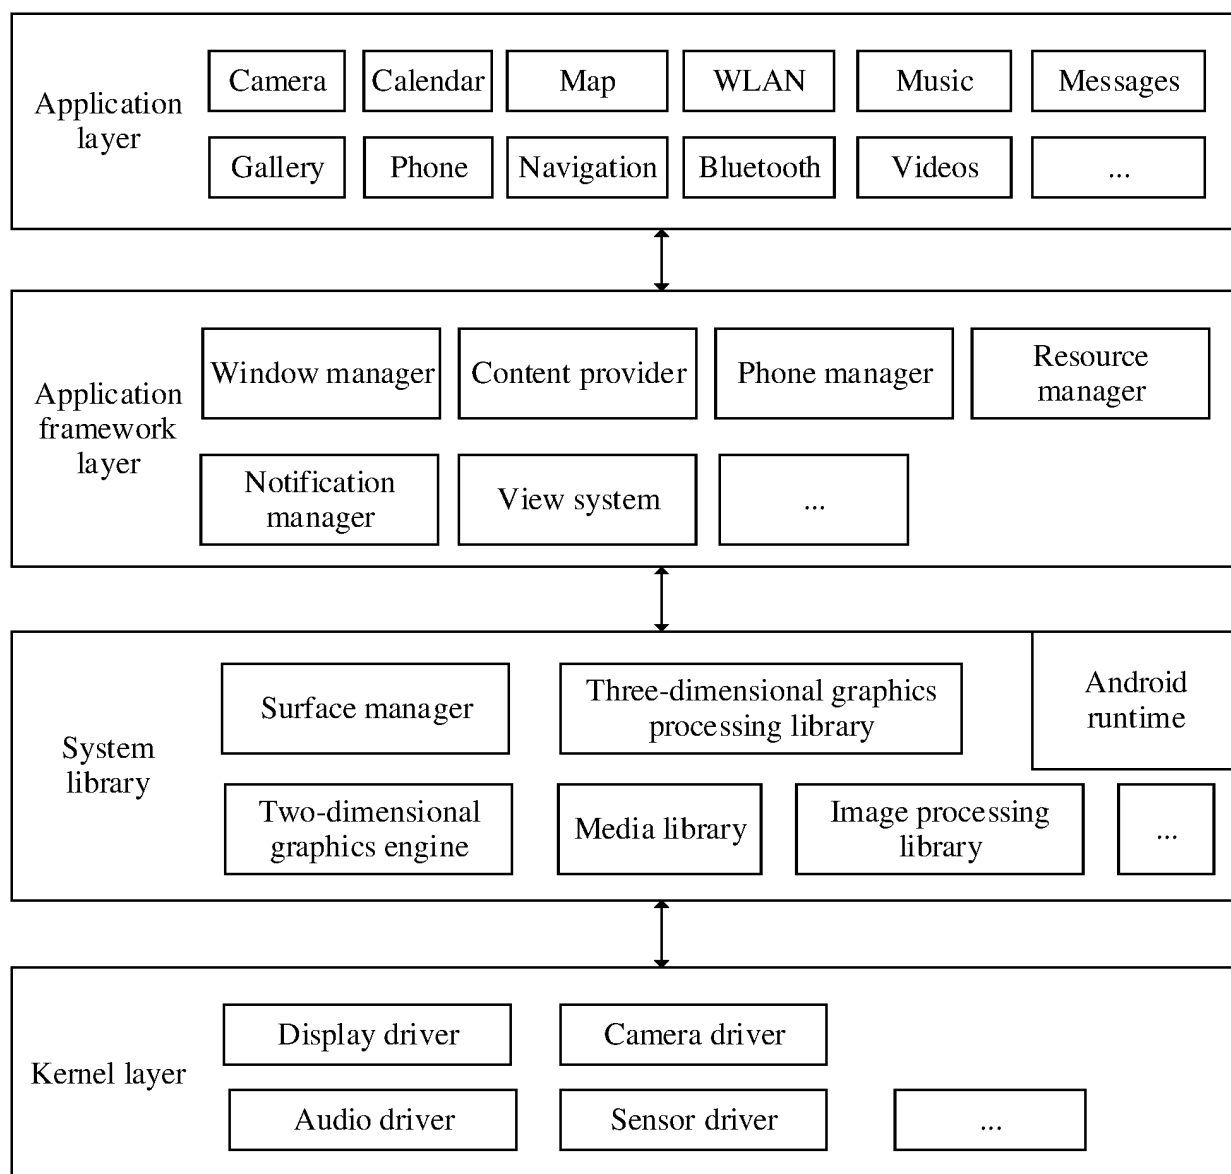 Application
layer
Camera
Calendar
Map
WLAN
Music
Messages
Gallery
Phone
Navigation
Bluetooth
Videos
...
Application
framework
layer
Window manager
Content provider
Phone manager
Resource
manager
Notification
manager
View system
...
System
library
Surface manager
Three-dimensional graphics
processing library
Android
runtime
Two-dimensional
graphics engine
Media library
Image processing
library
...
Kernel layer
Display driver
Camera driver
Audio driver
Sensor driver
...